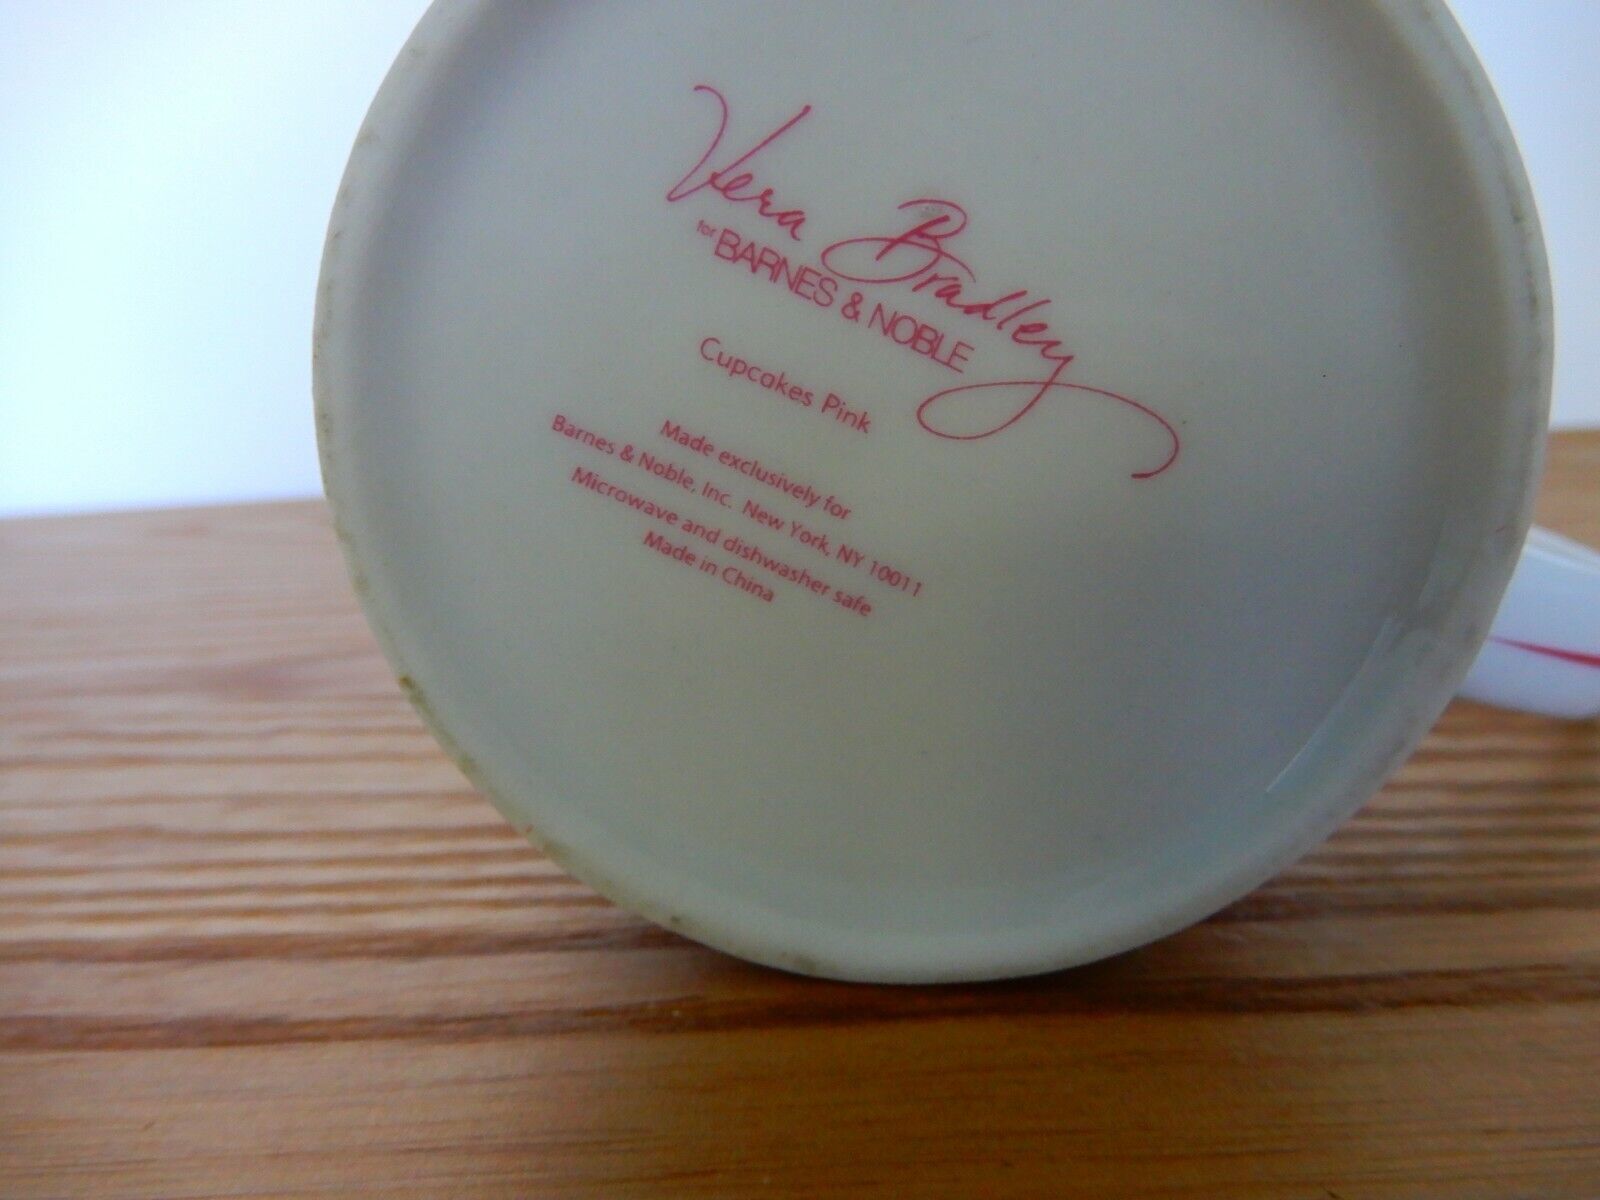 Vera Bradley
for BARNES & NOBLE
Cupcakes Pink
Made exclusively for
Barnes & Noble, Inc. New York, NY 10011
Microwave and dishwasher safe
Made in China